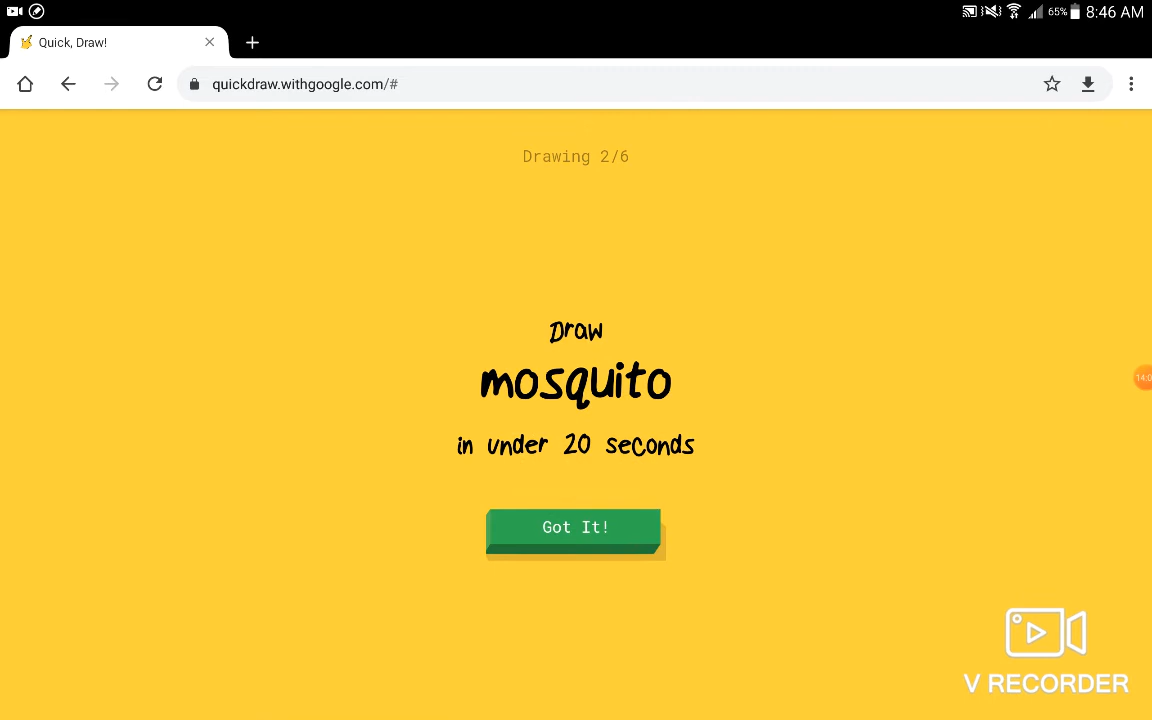 65% 8:46 AM
Quick, Draw!
quickdraw.withgoogle.com/#
Drawing 2/6
Draw
mosquito
in under 20 seconds
Got It!
V RECORDER